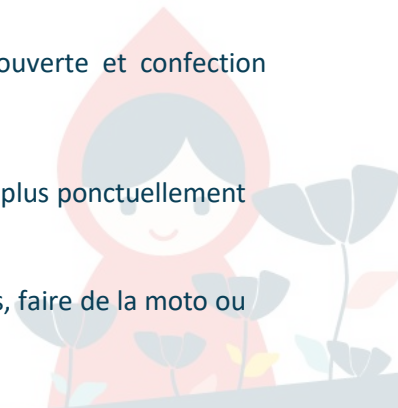 ouverte et confection
plus ponctuellement
s, faire de la moto ou